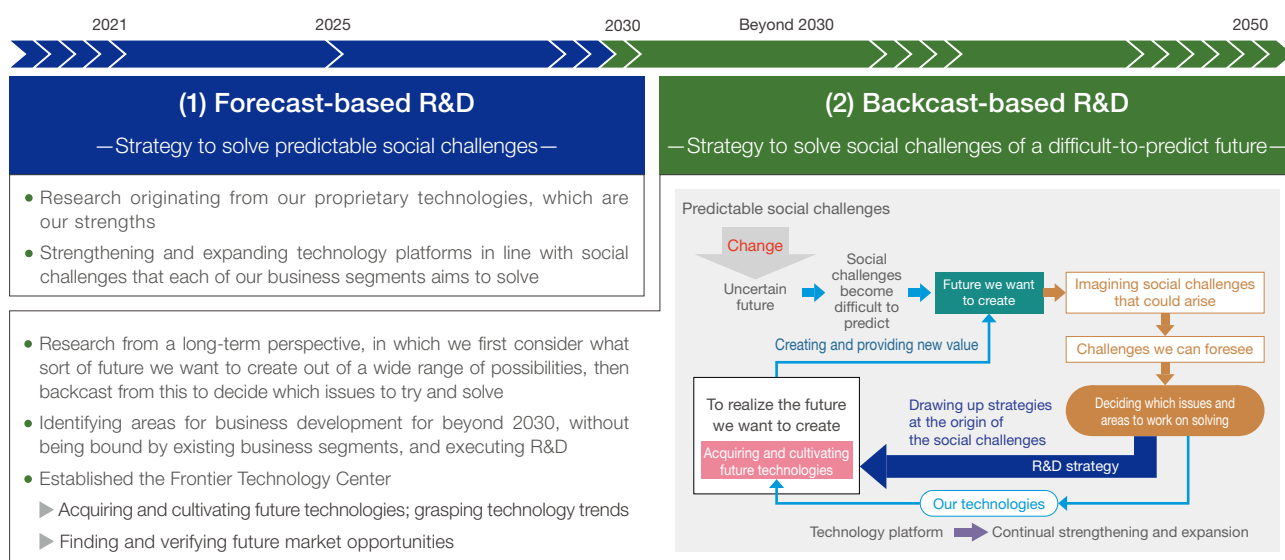 2021
2025
2030
Beyond 2030
2050
(1) Forecast-based R&D
—Strategy to solve predictable social challenges—
• Research originating from our proprietary technologies, which are
our strengths
• Strengthening and expanding technology platforms in line with social
challenges that each of our business segments aims to solve
• Research from a long-term perspective, in which we first consider what
sort of future we want to create out of a wide range of possibilities, then
backcast from this to decide which issues to try and solve
• Identifying areas for business development for beyond 2030, without
being bound by existing business segments, and executing R&D
• Established the Frontier Technology Center
▶ Acquiring and cultivating future technologies; grasping technology trends
▶ Finding and verifying future market opportunities
(2) Backcast-based R&D
—Strategy to solve social challenges of a difficult-to-predict future—
Predictable social challenges
Change
Uncertain
future
Social
challenges
become
difficult to
predict
Future we want
to create
Imagining social challenges
that could arise
Challenges we can foresee
Deciding which issues and
areas to work on solving
Creating and providing new value
To realize the future
we want to create
Acquiring and cultivating
future technologies
Drawing up strategies
at the origin of
the social challenges
R&D strategy
Our technologies
Technology platform
Continual strengthening and expansion